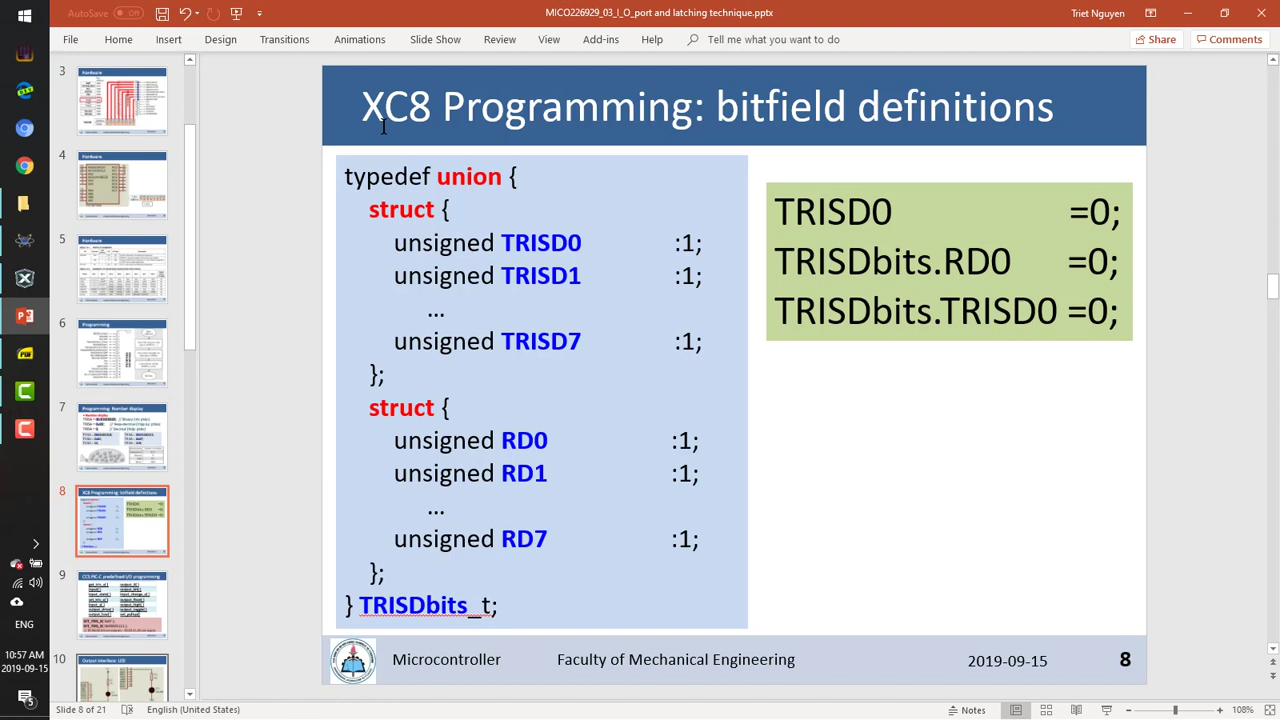 AutoSave Off
MICO226929_03_I_O_port and latching technique.ppt
Triet Nguyen
File Home Insert Design Transitions Animations Slide Show Review View Add-ins Help Tell me what you want to do Share Comments
3
Hardware
4
Hardware
5
Hardware
6
Programming
7
Programming: Number display
8
XC8 Programming: bitfield definitions
CCS PIC-C predefined I/O programming
10
Output interface: LED
XC8 Programming: bitfield definitions
typedef union {
struct {
unsigned TRISD0 :1;
unsigned TRISD1 :1;
...
unsigned TRISD7 :1;
};
struct {
unsigned RD0 :1;
unsigned RD1 :1;
...
unsigned RD7 :1;
};
} TRISDbits_t;
TRISD0 =0;
TRISDbits.RD0 =0;
TRISDbits.TRISD0 =0;
Microcontroller Faculty of Mechanical Engineering 2019-09-15 8
ENG
10:57 AM
2019-09-15
5
Slide 8 of 21 English (United States) Notes 108%